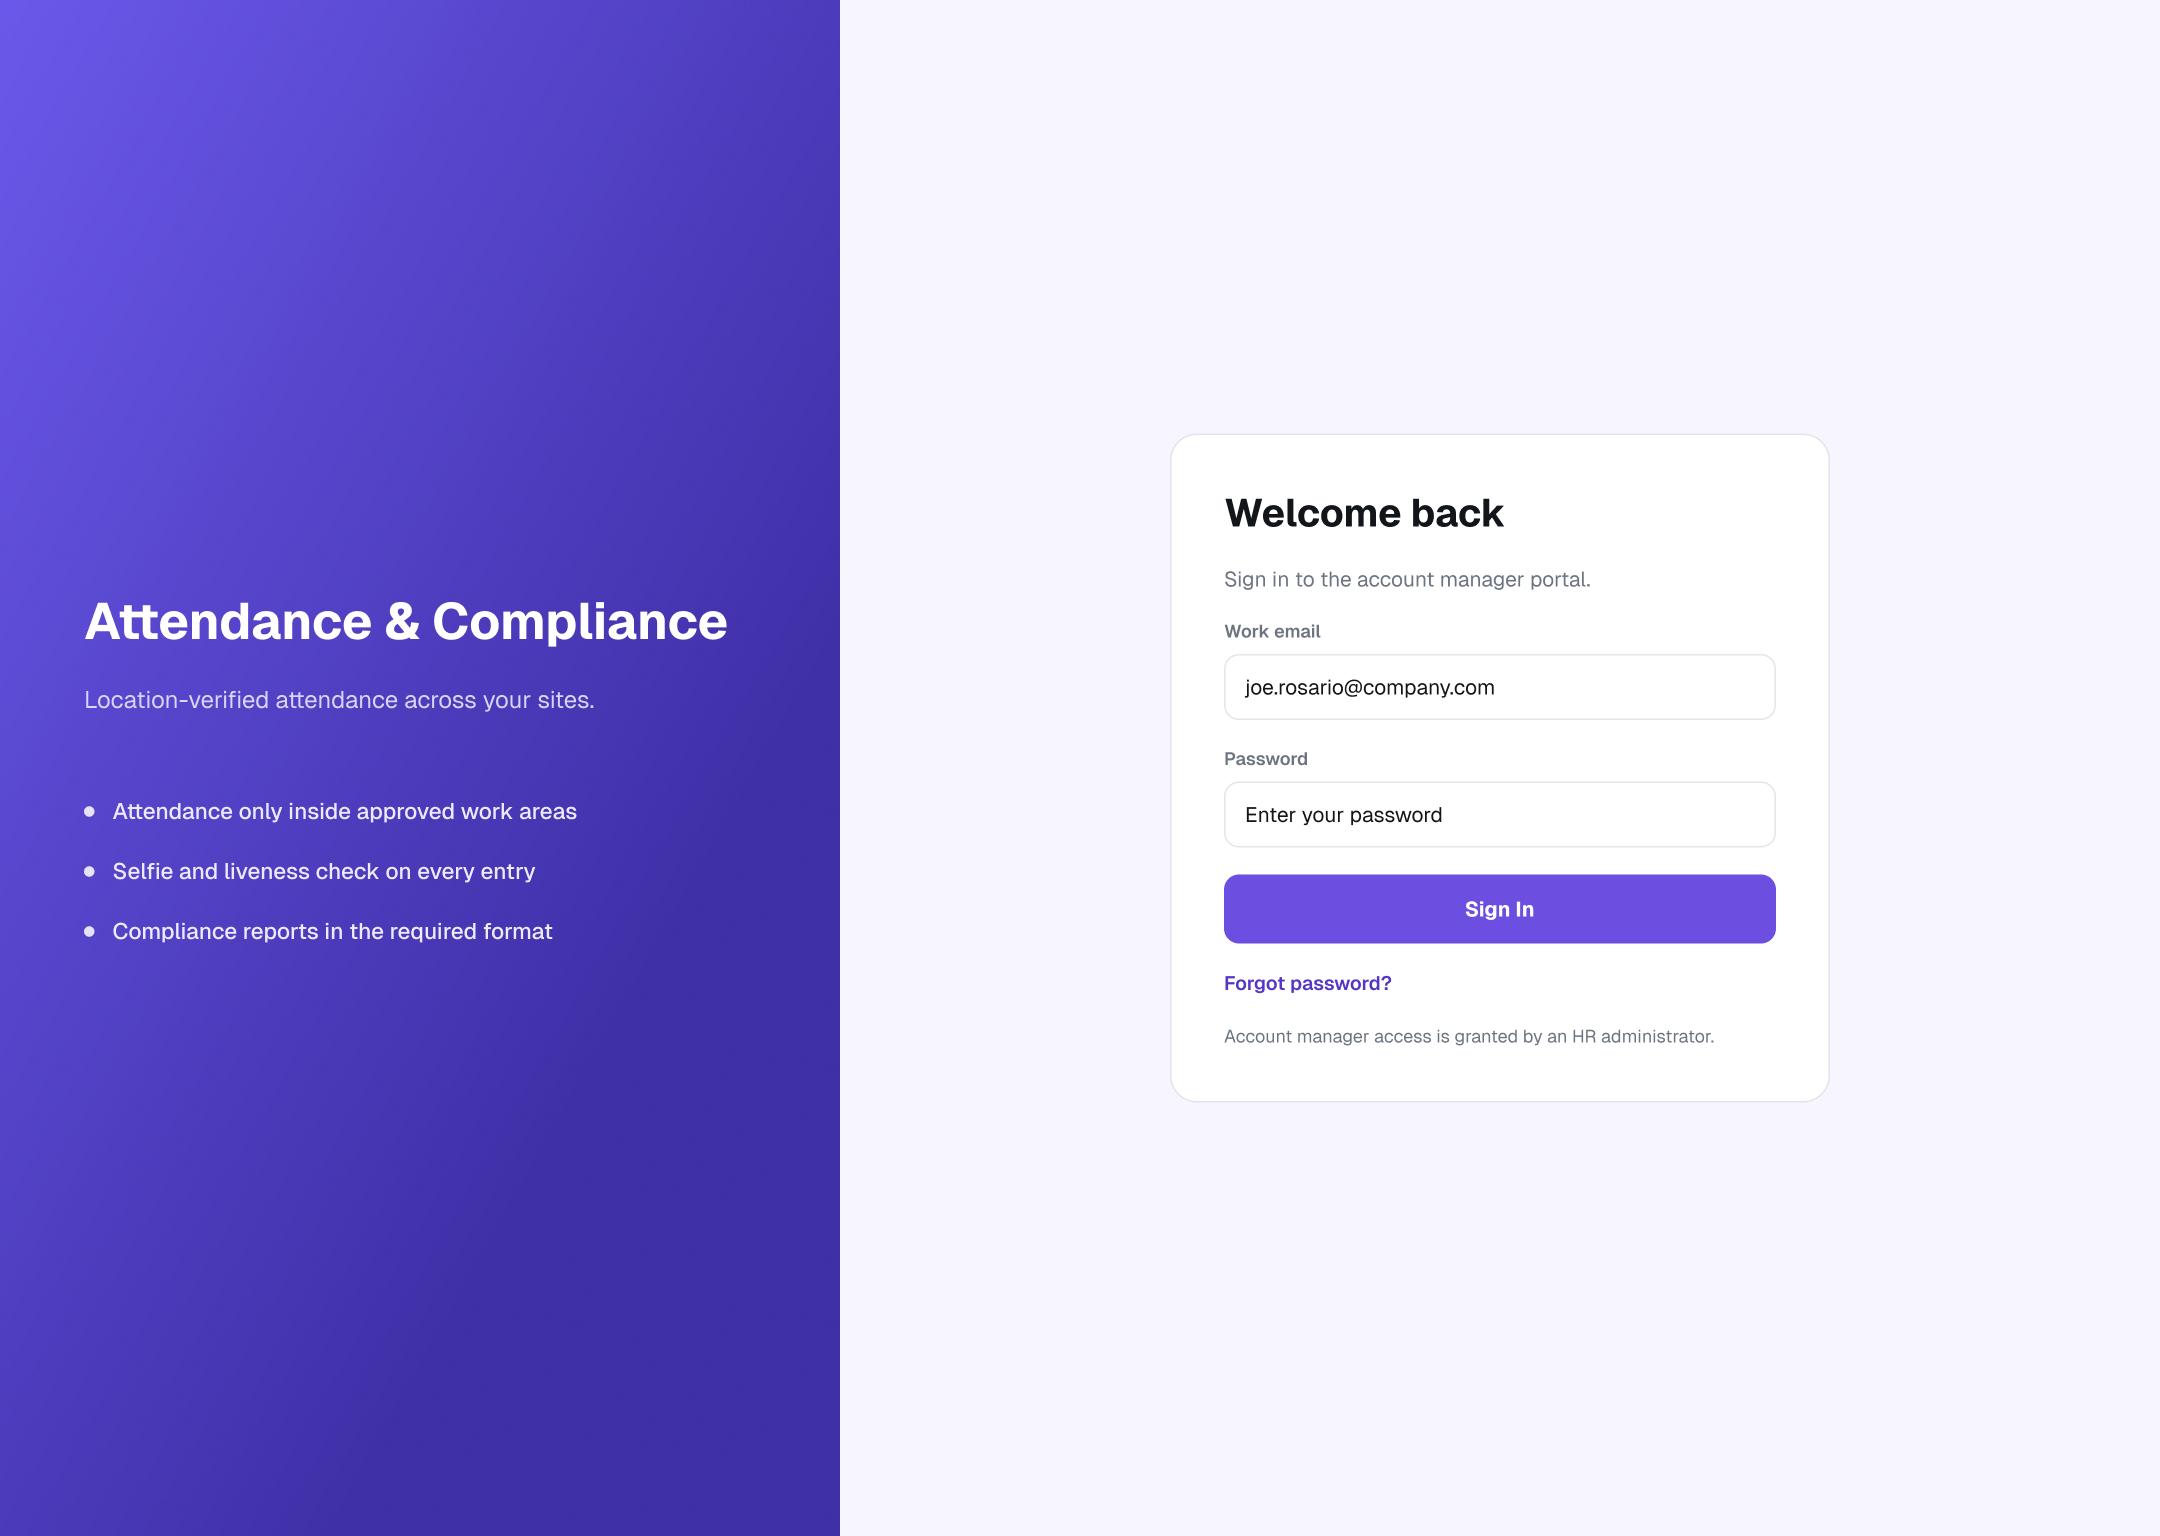 Attendance & Compliance
Location-verified attendance across your sites.
Attendance only inside approved work areas
Selfie and liveness check on every entry
Compliance reports in the required format
Welcome back
Sign in to the account manager portal.
Work email
joe.rosario@company.com
Password
Enter your password
Sign In
Forgot password?
Account manager access is granted by an HR administrator.